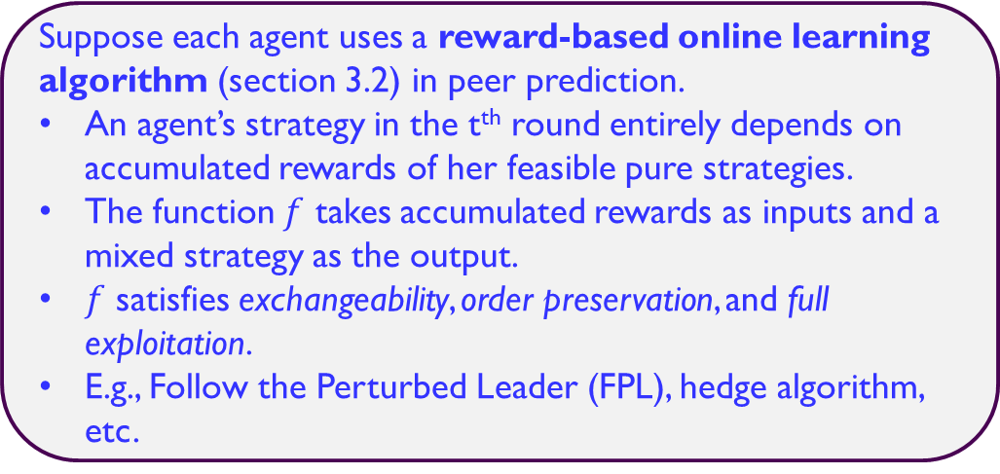 Suppose each agent uses a reward-based online learning
algorithm (section 3.2) in peer prediction.
• An agent's strategy in the tth round entirely depends on
accumulated rewards of her feasible pure strategies.
• The function f takes accumulated rewards as inputs and a
mixed strategy as the output.
• f satisfies exchangeability, order preservation, and full
exploitation.
• E.g., Follow the Perturbed Leader (FPL), hedge algorithm,
etc.